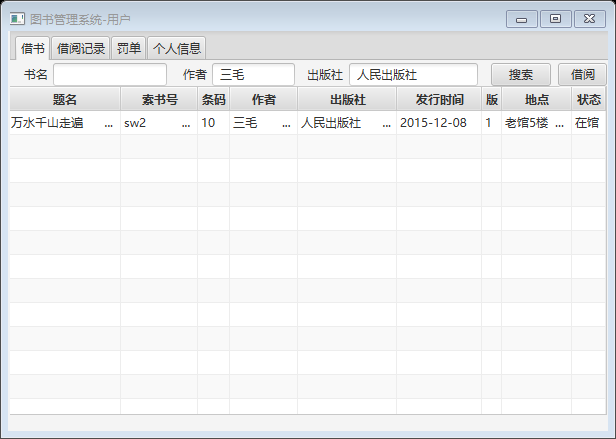 图书管理系统-用户
借书 借阅记录 罚单 个人信息
书名 作者 三毛 出版社 人民出版社 搜索 借阅
题名 索书号 条码 作者 出版社 发行时间 版 地点 状态
万水千山走遍 ... sw2 ... 10 三毛 ... 人民出版社 ... 2015-12-08 1 老馆5楼 ... 在馆